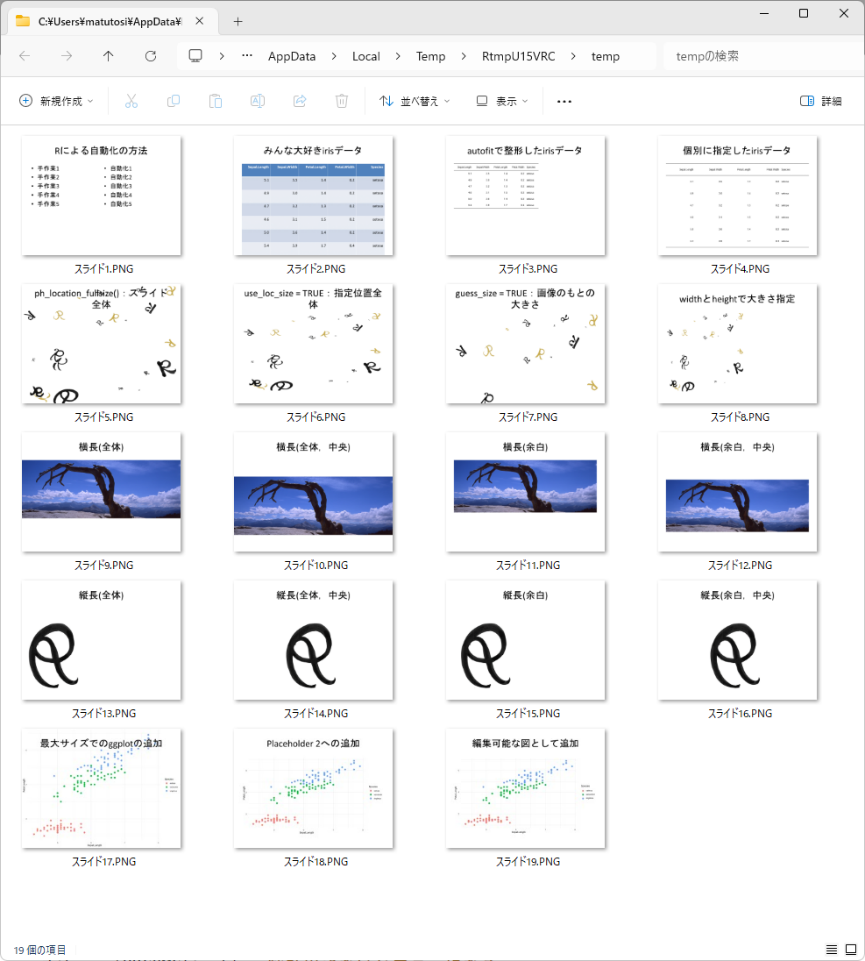 C:¥Users¥matutosi¥AppData¥l
AppData Local Temp RtmpU15VRC temp
tempの検索
新規作成 並べ替え 表示 詳細
Rによる自動化の方法
手作業1
手作業2
手作業3
手作業4
手作業5
自動化1
自動化2
自動化3
自動化4
自動化5
スライド1.PNG
みんな大好きirisデータ
スライド2.PNG
autofitで整形したirisデータ
スライド3.PNG
個別に指定したirisデータ
スライド4.PNG
ph_location_fullsize()：スライド
全体
スライド5.PNG
use_loc_size = TRUE： 指定位置全
体
スライド6.PNG
guess_size = TRUE： 画像のもとの
大きさ
スライド7.PNG
widthとheightで大きさ指定
スライド8.PNG
横長(全体)
スライド9.PNG
横長(全体，中央)
スライド10.PNG
横長(余白)
スライド11.PNG
横長(余白，中央)
スライド12.PNG
縦長(全体)
スライド13.PNG
縦長(全体，中央)
スライド14.PNG
縦長(余白)
スライド15.PNG
縦長(余白，中央)
スライド16.PNG
最大サイズでのggplotの追加
スライド17.PNG
Placeholder 2への追加
スライド18.PNG
編集可能な図として追加
スライド19.PNG
19 個の項目